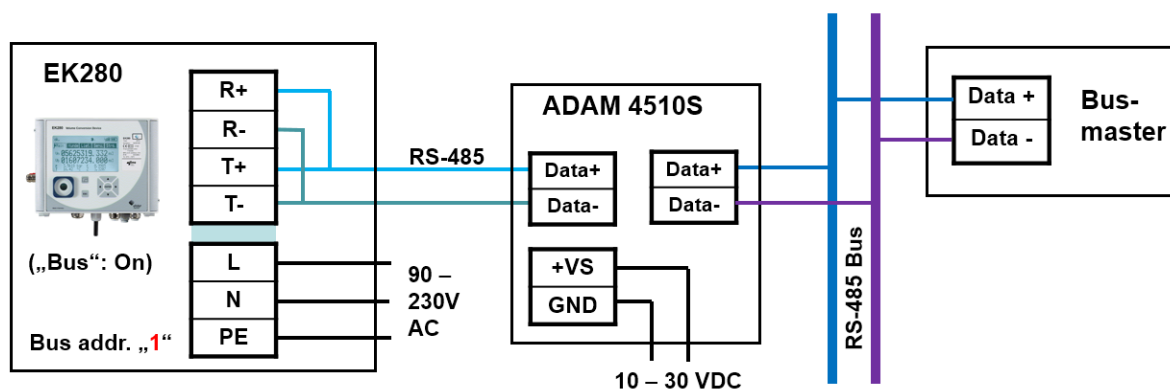 EK280
R+
R-
T+
T-
L
N
PE
(„Bus“: On)
Bus addr. „1“
90 –
230V
AC
RS-485
ADAM 4510S
Data+
Data-
Data+
Data-
+VS
GND
10 – 30 VDC
RS-485 Bus
Data +
Data -
Bus-
master